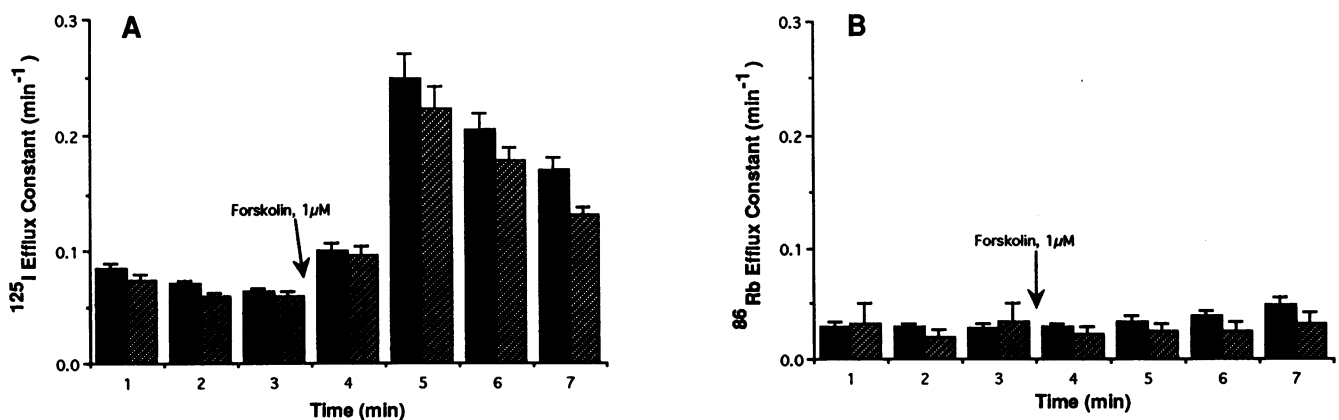 A
0.3
0.2
0.1
0.0
125I Efflux Constant (min-1)
Forskolin, 1μM
1 2 3 4 5 6 7
Time (min)
B
0.3
0.2
0.1
0.0
86Rb Efflux Constant (min-1)
Forskolin, 1μM
1 2 3 4 5 6 7
Time (min)